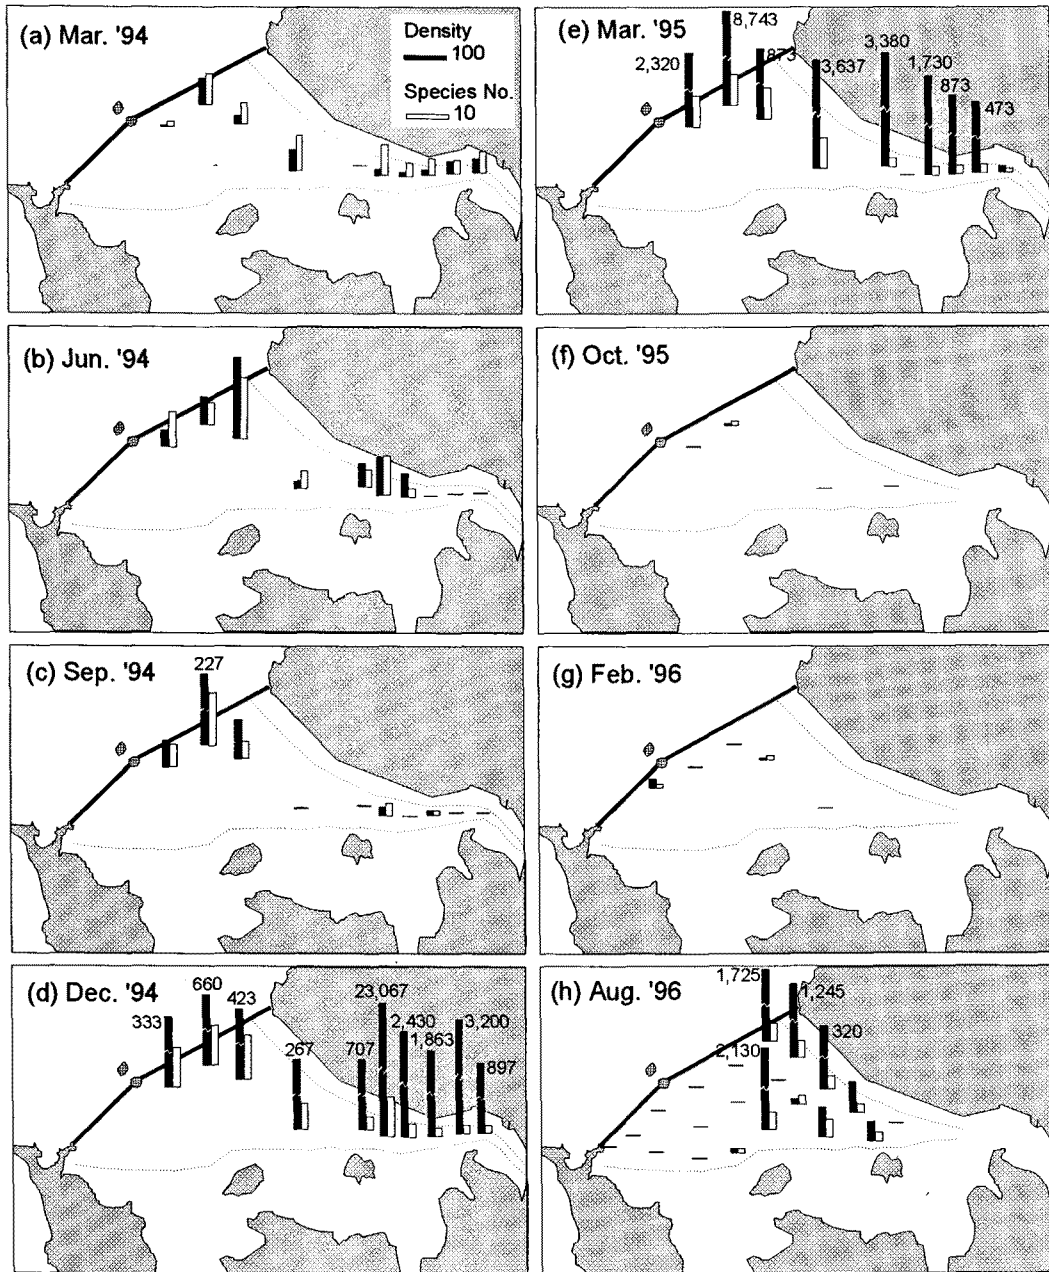 (a) Mar. '94
Density
100
Species No.
10
(b) Jun. '94
(c) Sep. '94
227
(d) Dec. '94
333
660
423
267
707
23,067
2,430
1,863
3,200
897
(e) Mar. '95
2,320
8,743
873
3,637
3,380
1,730
873
473
(f) Oct. '95
(g) Feb. '96
(h) Aug. '96
1,725
1,245
320
2,130